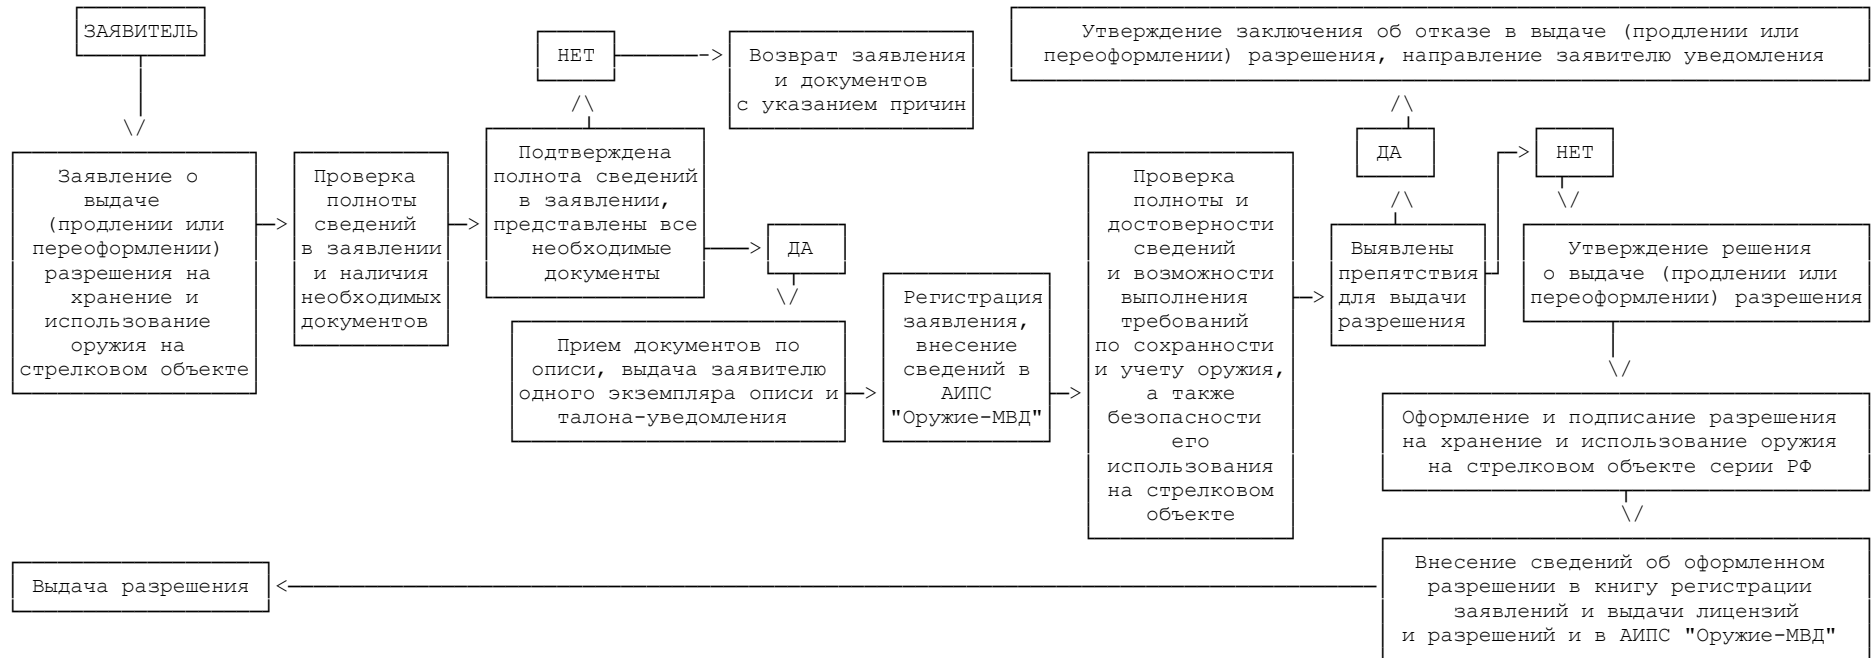 ЗАЯВИТЕЛЬ
НЕТ
Возврат заявления
и документов
с указанием причин
Утверждение заключения об отказе в выдаче (продлении или
переоформлении) разрешения, направление заявителю уведомления
Заявление о
выдаче
(продлении или
переоформлении)
разрешения на
хранение и
использование
оружия на
стрелковом объекте
Проверка
полноты
сведений
в заявлении
и наличия
необходимых
документов
Подтверждена
полнота сведений
в заявлении,
представлены все
необходимые
документы
ДА
Прием документов по
описи, выдача заявителю
одного экземпляра описи и
талона-уведомления
Регистрация
заявления,
внесение
сведений в
АИПС
"Оружие-МВД"
Проверка
полноты и
достоверности
сведений
и возможности
выполнения
требований
по сохранности
и учету оружия,
а также
безопасности
его
использования
на стрелковом
объекте
Выявлены
препятствия
для выдачи
разрешения
ДА
НЕТ
Утверждение решения
о выдаче (продлении или
переоформлении) разрешения
Оформление и подписание разрешения
на хранение и использование оружия
на стрелковом объекте серии РФ
Внесение сведений об оформленном
разрешении в книгу регистрации
заявлений и выдачи лицензий
и разрешений и в АИПС "Оружие-МВД"
Выдача разрешения